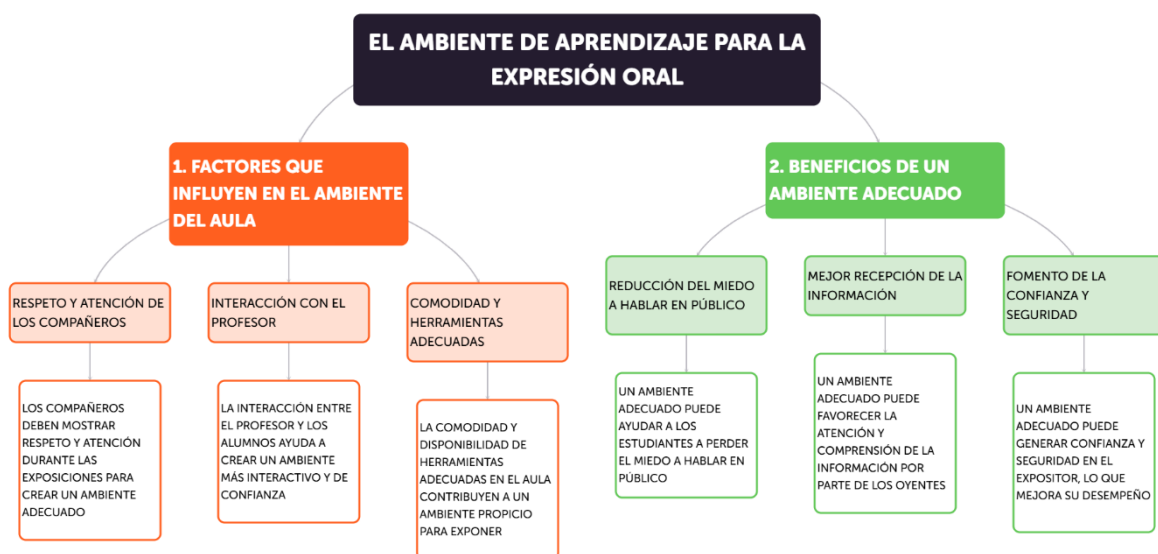 EL AMBIENTE DE APRENDIZAJE PARA LA
EXPRESIÓN ORAL
1. FACTORES QUE
INFLUYEN EN EL AMBIENTE
DEL AULA
2. BENEFICIOS DE UN
AMBIENTE ADECUADO
RESPETO Y ATENCIÓN DE
LOS COMPAÑEROS
INTERACCIÓN CON EL
PROFESOR
COMODIDAD Y
HERRAMIENTAS
ADECUADAS
REDUCCIÓN DEL MIEDO
A HABLAR EN PÚBLICO
MEJOR RECEPCIÓN DE LA
INFORMACIÓN
FOMENTO DE LA
CONFIANZA Y
SEGURIDAD
LOS COMPAÑEROS
DEBEN MOSTRAR
RESPETO Y ATENCIÓN
DURANTE LAS
EXPOSICIONES PARA
CREAR UN AMBIENTE
ADECUADO
LA INTERACCIÓN ENTRE
EL PROFESOR Y LOS
ALUMNOS AYUDA A
CREAR UN AMBIENTE
MÁS INTERACTIVO Y DE
CONFIANZA
LA COMODIDAD Y
DISPONIBILIDAD DE
HERRAMIENTAS
ADECUADAS EN EL AULA
CONTRIBUYEN A UN
AMBIENTE PROPICIO
PARA EXPONER
UN AMBIENTE
ADECUADO PUEDE
AYUDAR A LOS
ESTUDIANTES A PERDER
EL MIEDO A HABLAR EN
PÚBLICO
UN AMBIENTE
ADECUADO PUEDE
FAVORECER LA
ATENCIÓN Y
COMPRENSIÓN DE LA
INFORMACIÓN POR
PARTE DE LOS OYENTES
UN AMBIENTE
ADECUADO PUEDE
GENERAR CONFIANZA Y
SEGURIDAD EN EL
EXPOSITOR, LO QUE
MEJORA SU DESEMPEÑO